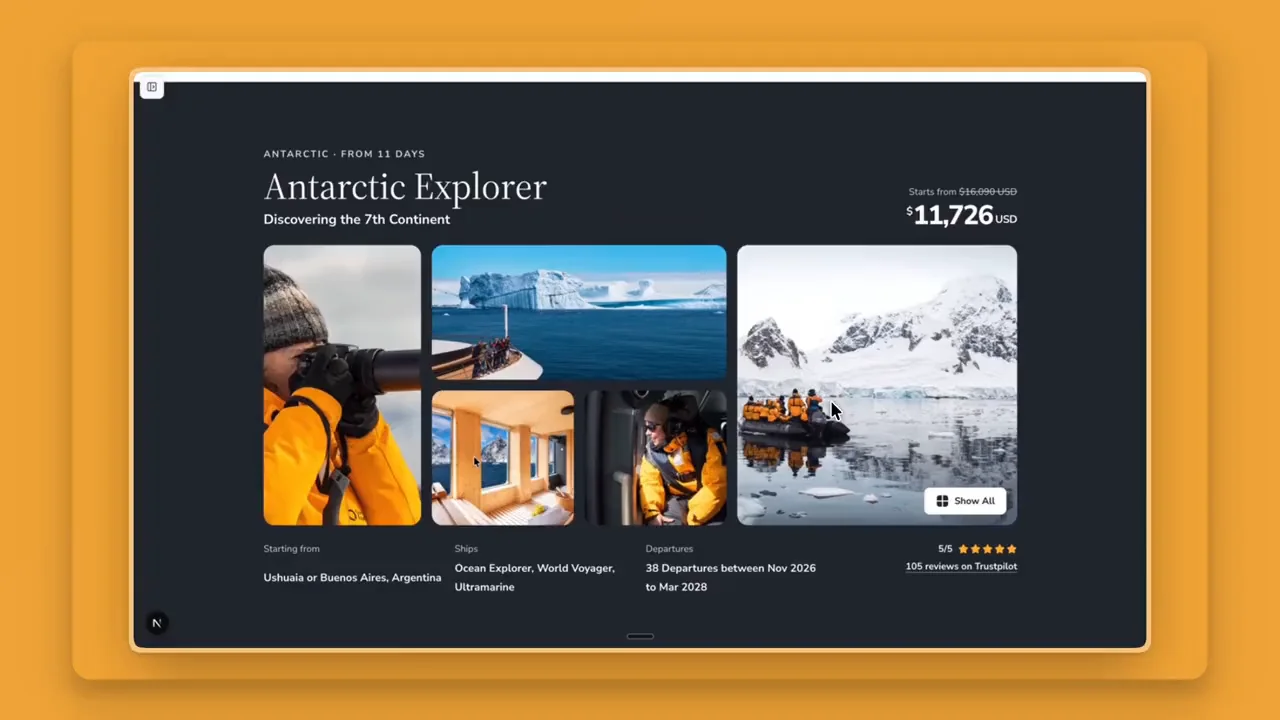 ANTARCTIC · FROM 11 DAYS
Antarctic Explorer
Discovering the 7th Continent
Starts from $16,090 USD
$11,726 USD
Show All
Starting from
Ushuaia or Buenos Aires, Argentina
Ships
Ocean Explorer, World Voyager,
Ultramarine
Departures
38 Departures between Nov 2026
to Mar 2028
5/5
105 reviews on Trustpilot
N